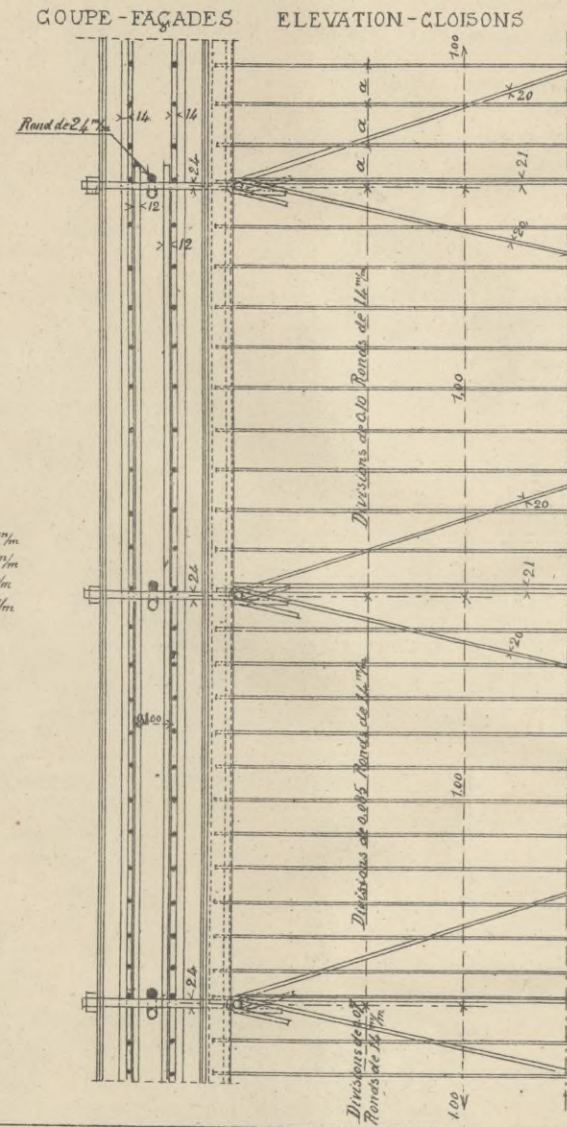 COUPE-FAÇADES
ELEVATION-CLOISONS
1.00
20
14
14
a
a
a
Rond de 24 m/m
24
21
12
12
20
Divisions de 0.10 Ronds de 14 m/m
1.00
20
m/m
m/m
/m
/m
24
21
20
Divisions de 0.085 Ronds de 14 m/m
1.00
24
Divisions de 0.07
Ronds de 14 m/m
1.00